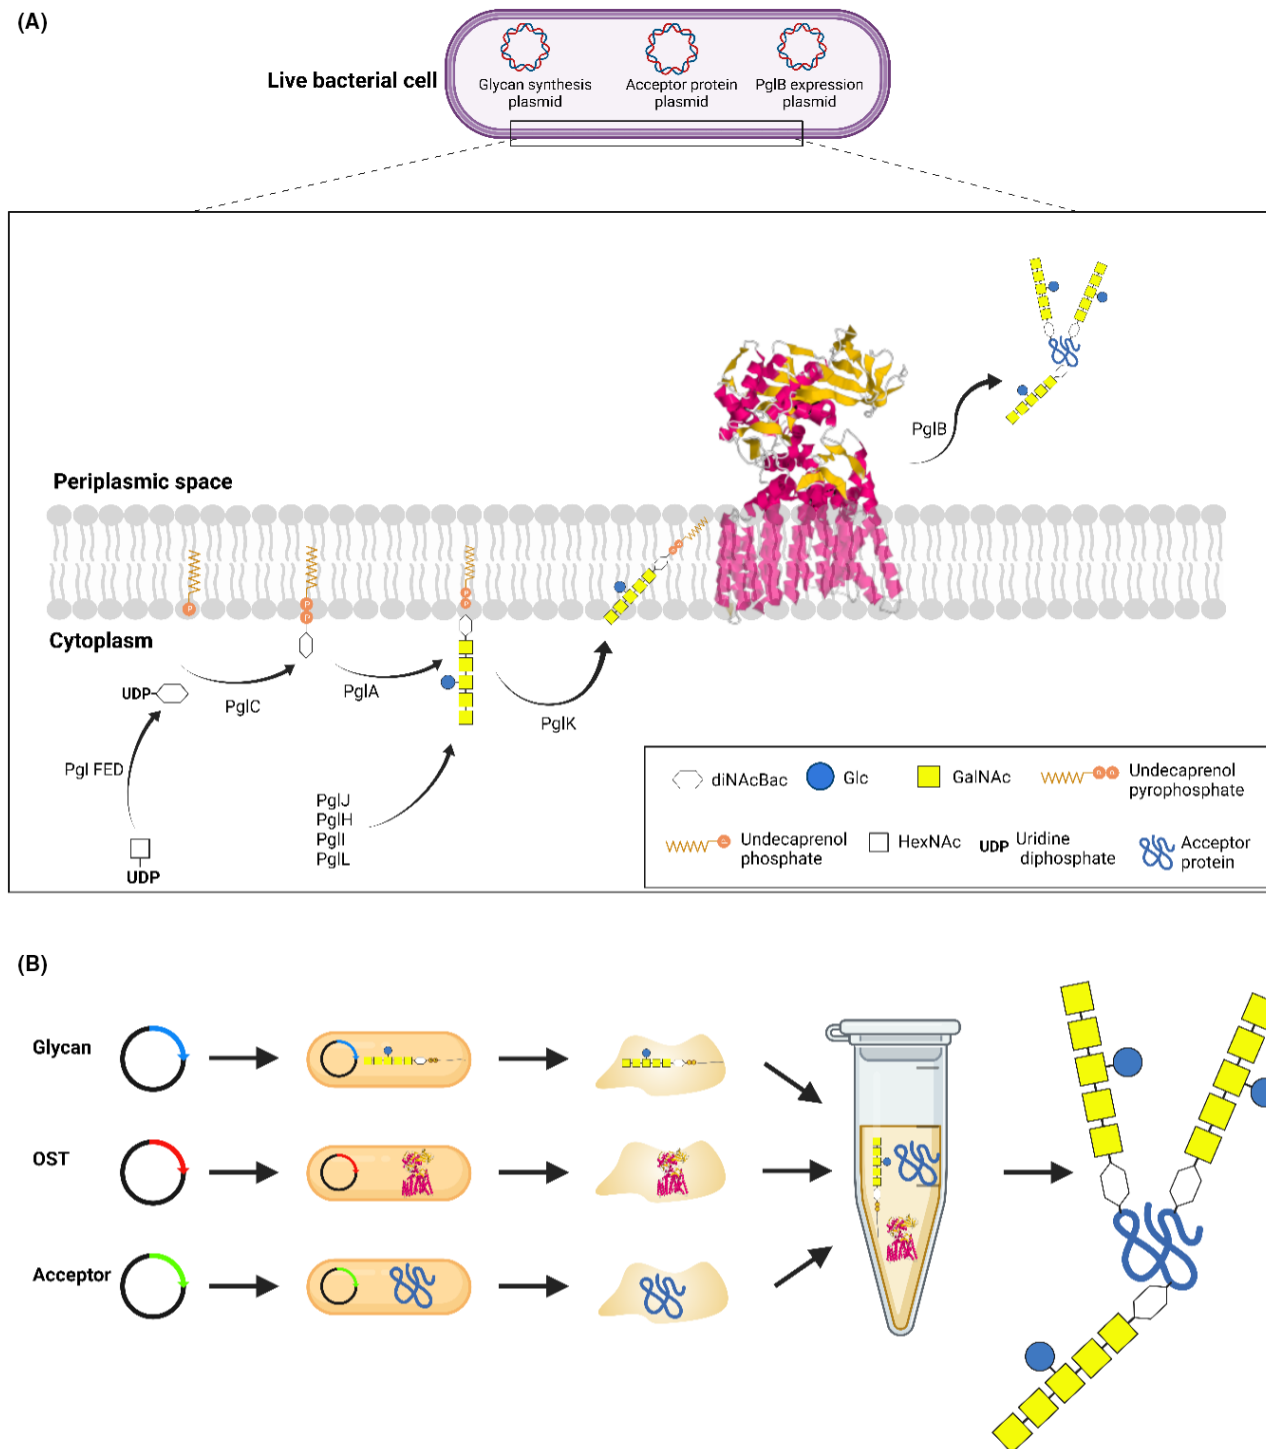 (A)
Live bacterial cell
Glycan synthesis
plasmid
Acceptor protein
plasmid
PglB expression
plasmid
PglB
Periplasmic space
Cytoplasm
UDP
PglC
PglA
PglK
Pgl FED
PglJ
PglH
PglI
PglL
UDP
diNAcBac
Glc
GalNAc
Undecaprenol
pyrophosphate
Undecaprenol
phosphate
HexNAc
UDP Uridine
diphosphate
Acceptor
protein
(B)
Glycan
OST
Acceptor